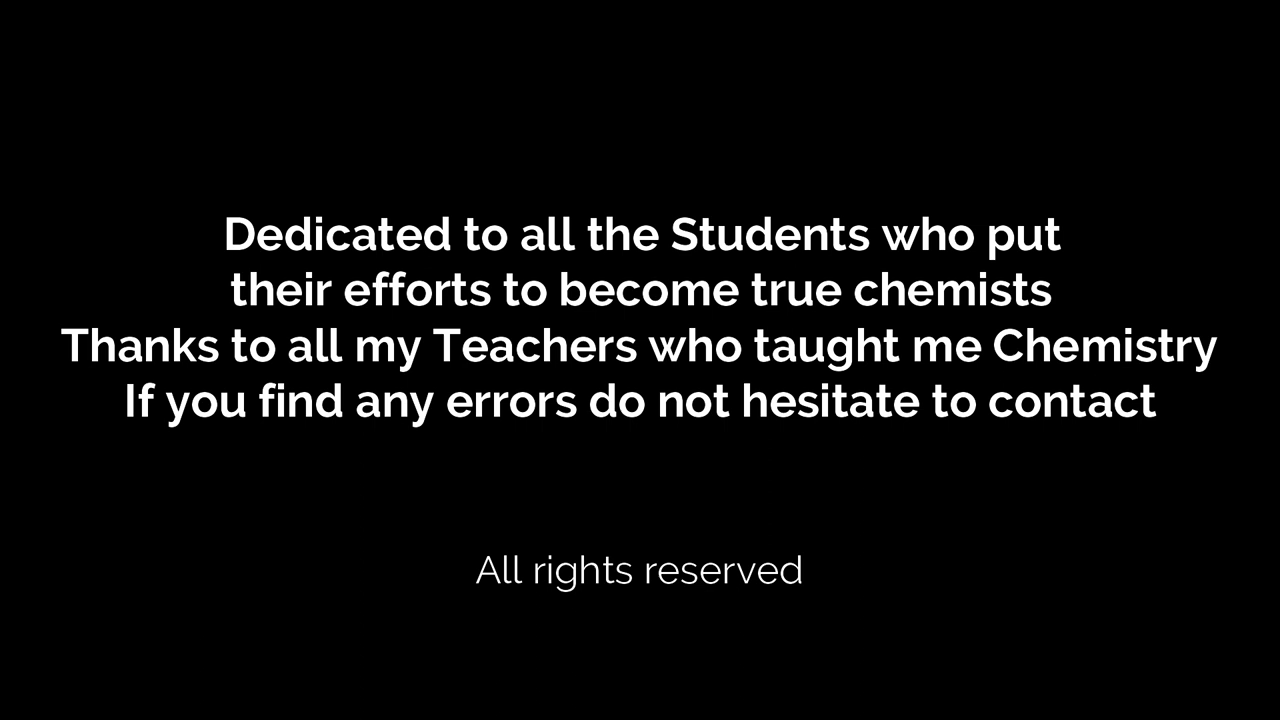 Dedicated to all the Students who put
their efforts to become true chemists
Thanks to all my Teachers who taught me Chemistry
If you find any errors do not hesitate to contact
All rights reserved